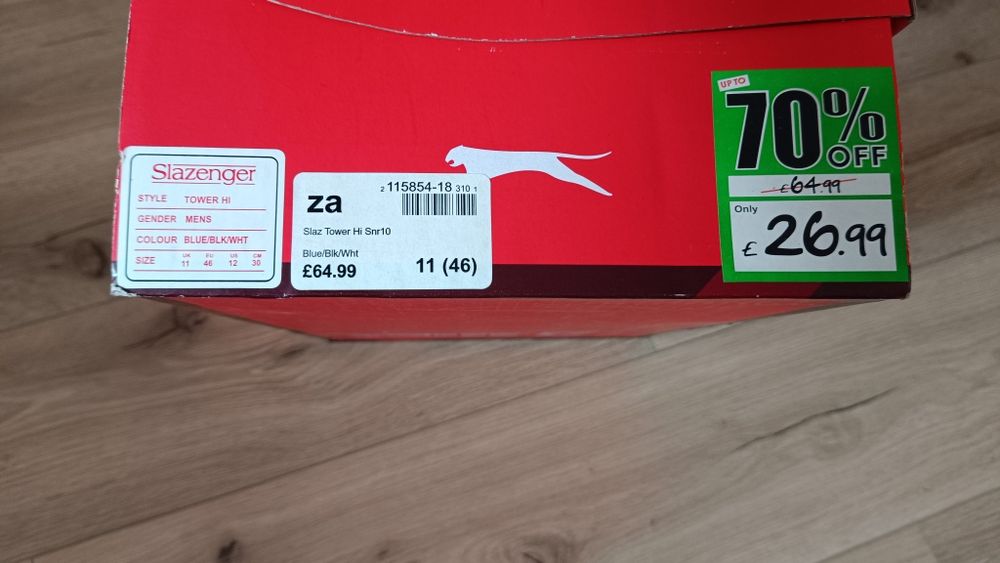 Slazenger
STYLE TOWER HI
GENDER MENS
COLOUR BLUE/BLK/WHT
SIZE UK 11 EU 46 US 12 CM 30
za
2 115854-18 310 1
Slaz Tower Hi Snr10
Blue/Blk/Wht
£64.99 11 (46)
UP TO
70%
OFF
£64.99
Only
£26.99